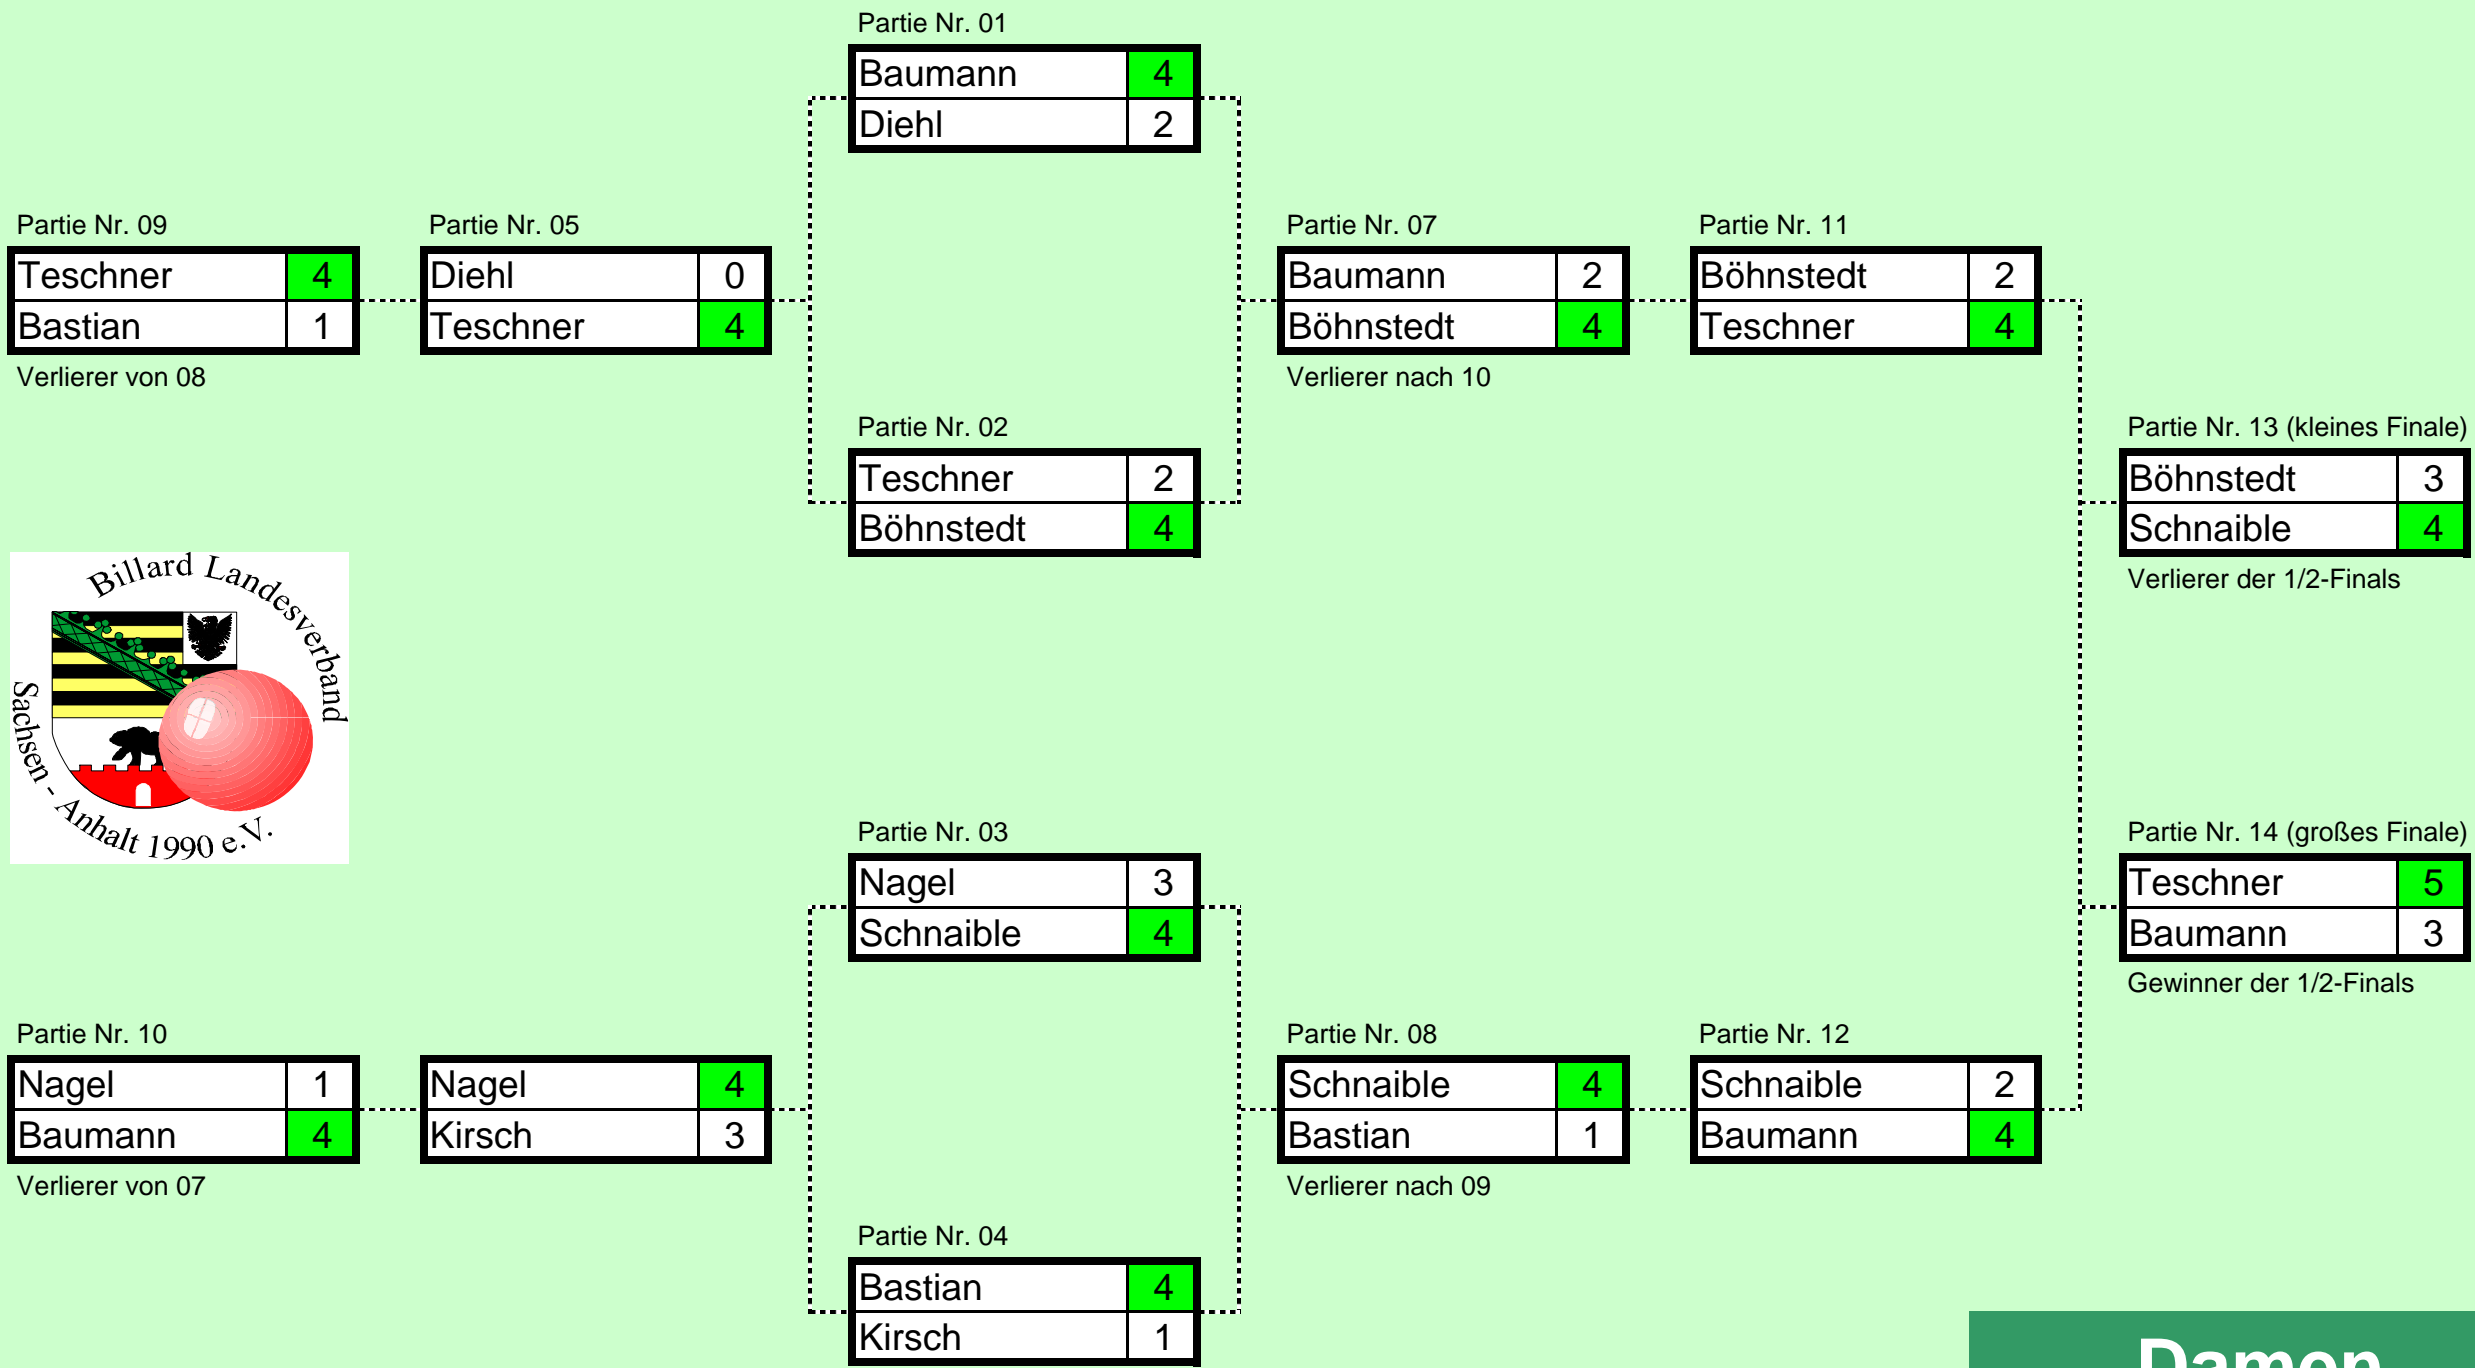 Partie Nr. 01
Baumann 4
Diehl 2
Partie Nr. 09
Teschner 4
Bastian 1
Verlierer von 08
Partie Nr. 05
Diehl 0
Teschner 4
Partie Nr. 07
Baumann 2
Böhnstedt 4
Verlierer nach 10
Partie Nr. 11
Böhnstedt 2
Teschner 4
Partie Nr. 02
Teschner 2
Böhnstedt 4
Partie Nr. 13 (kleines Finale)
Böhnstedt 3
Schnaible 4
Verlierer der 1/2-Finals
Billard Landesverband
Sachsen - Anhalt 1990 e.V.
Partie Nr. 03
Nagel 3
Schnaible 4
Partie Nr. 14 (großes Finale)
Teschner 5
Baumann 3
Gewinner der 1/2-Finals
Partie Nr. 10
Nagel 1
Baumann 4
Verlierer von 07
Nagel 4
Kirsch 3
Partie Nr. 08
Schnaible 4
Bastian 1
Verlierer nach 09
Partie Nr. 12
Schnaible 2
Baumann 4
Partie Nr. 04
Bastian 4
Kirsch 1
Damen